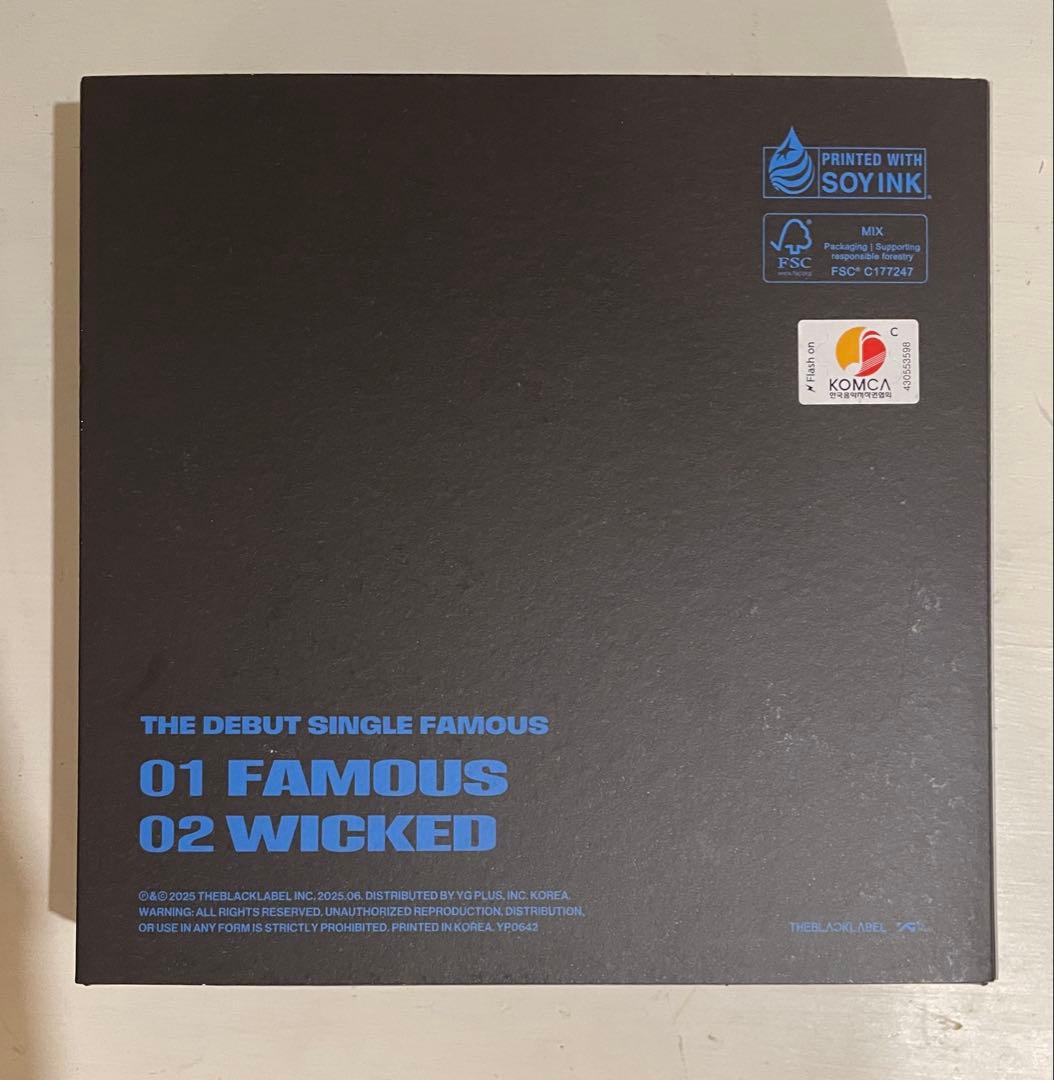 PRINTED WITH
SOY INK
FSC
www.fsc.org
MIX
Packaging | Supporting
responsible forestry
FSC® C177247
Flash on
C
KOMCA
한국음악저작권협회
430553598
THE DEBUT SINGLE FAMOUS
01 FAMOUS
02 WICKED
℗&© 2025 THEBLACKLABEL INC. 2025.06. DISTRIBUTED BY YG PLUS, INC. KOREA.
WARNING: ALL RIGHTS RESERVED. UNAUTHORIZED REPRODUCTION, DISTRIBUTION,
OR USE IN ANY FORM IS STRICTLY PROHIBITED. PRINTED IN KOREA. YP0642
THEBLACKLABEL